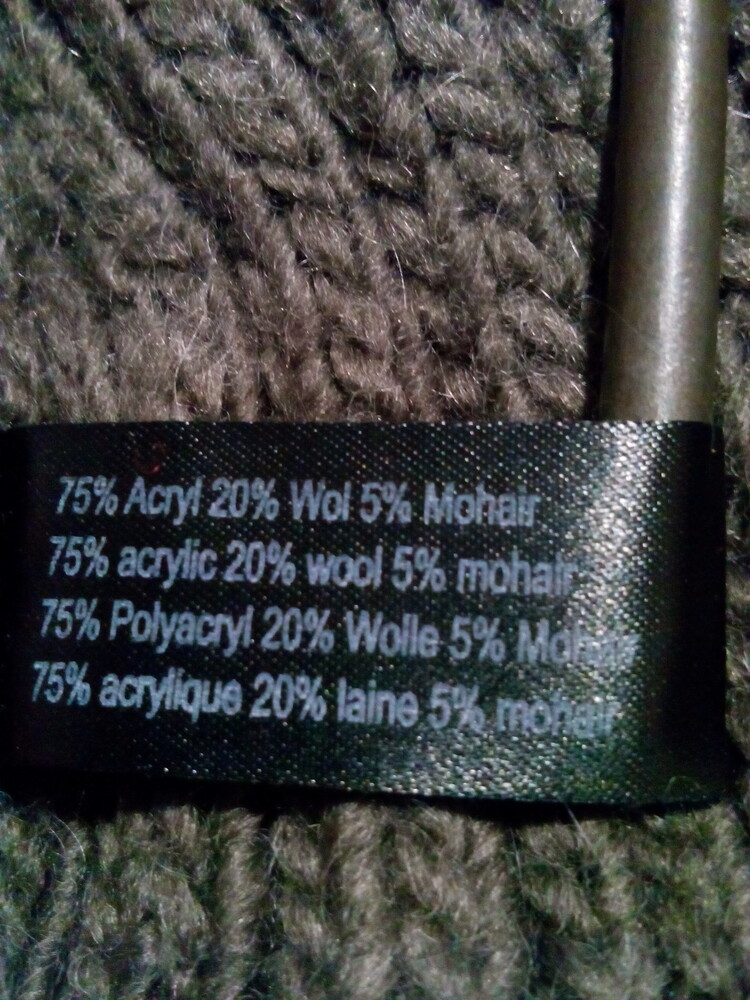 75% Acryl 20% Wol 5% Mohair
75% acrylic 20% wool 5% mohair
75% Polyacryl 20% Wolle 5% Mohair
75% acrylique 20% laine 5% mohair